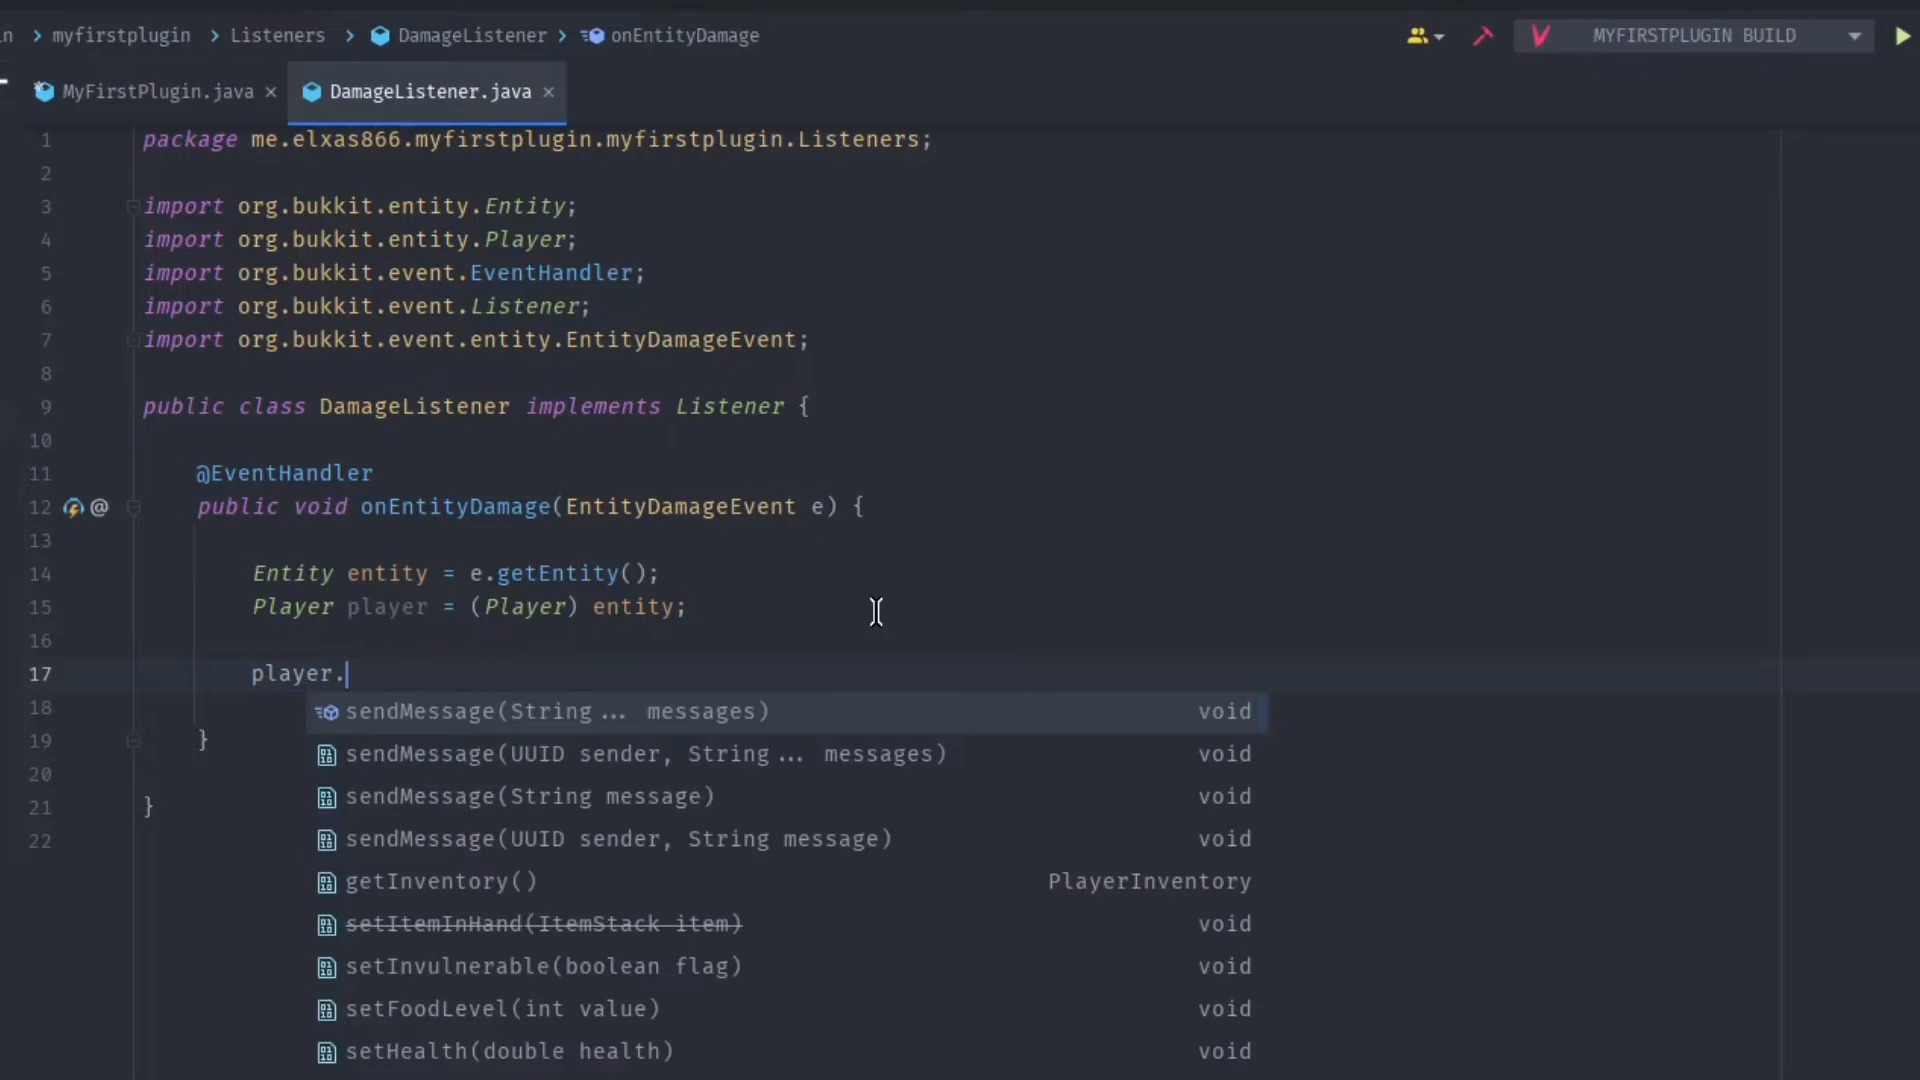 myfirstplugin > Listeners > DamageListener > onEntityDamage
MYFIRSTPLUGIN BUILD
MyFirstPlugin.java ×
DamageListener.java ×
1 package me.elxas866.myfirstplugin.myfirstplugin.Listeners;
2
3 import org.bukkit.entity.Entity;
4 import org.bukkit.entity.Player;
5 import org.bukkit.event.EventHandler;
6 import org.bukkit.event.Listener;
7 import org.bukkit.event.entity.EntityDamageEvent;
8
9 public class DamageListener implements Listener {
10
11 @EventHandler
12 @ public void onEntityDamage(EntityDamageEvent e) {
13
14 Entity entity = e.getEntity();
15 Player player = (Player) entity;
16
17 player.
18 sendMessage(String... messages) void
sendMessage(UUID sender, String... messages) void
19 }
20 sendMessage(String message) void
21 }
22 sendMessage(UUID sender, String message) void
getInventory() PlayerInventory
setItemInHand(ItemStack item) void
setInvulnerable(boolean flag) void
setFoodLevel(int value) void
setHealth(double health) void